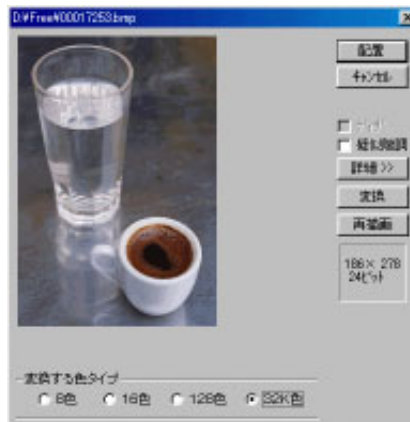 D:¥Free¥00017253.bmp
配置
キャンセル
疑似階調
詳細>>
変換
再描画
186× 278
24ビット
変換する色タイプ
8色 16色 128色 32K色